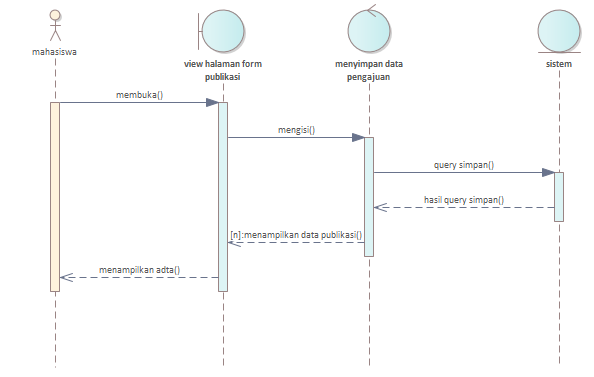 mahasiswa
view halaman form
publikasi
menyimpan data
pengajuan
sistem
membuka()
mengisi()
query simpan()
hasil query simpan()
[n]:menampilkan data publikasi()
menampilkan adta()